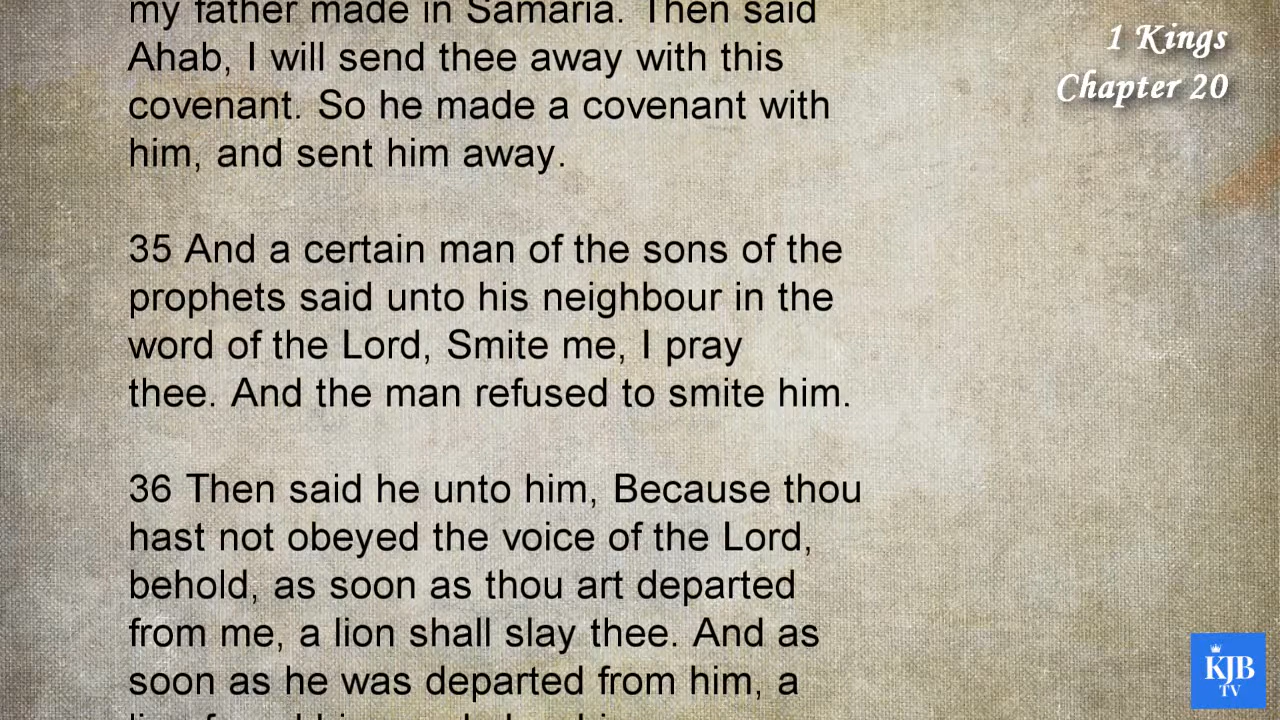 my father made in Samaria. Then said
Ahab, I will send thee away with this
covenant. So he made a covenant with
him, and sent him away.
35 And a certain man of the sons of the
prophets said unto his neighbour in the
word of the Lord, Smite me, I pray
thee. And the man refused to smite him.
36 Then said he unto him, Because thou
hast not obeyed the voice of the Lord,
behold, as soon as thou art departed
from me, a lion shall slay thee. And as
soon as he was departed from him, a
1 Kings
Chapter 20
KJB
TV